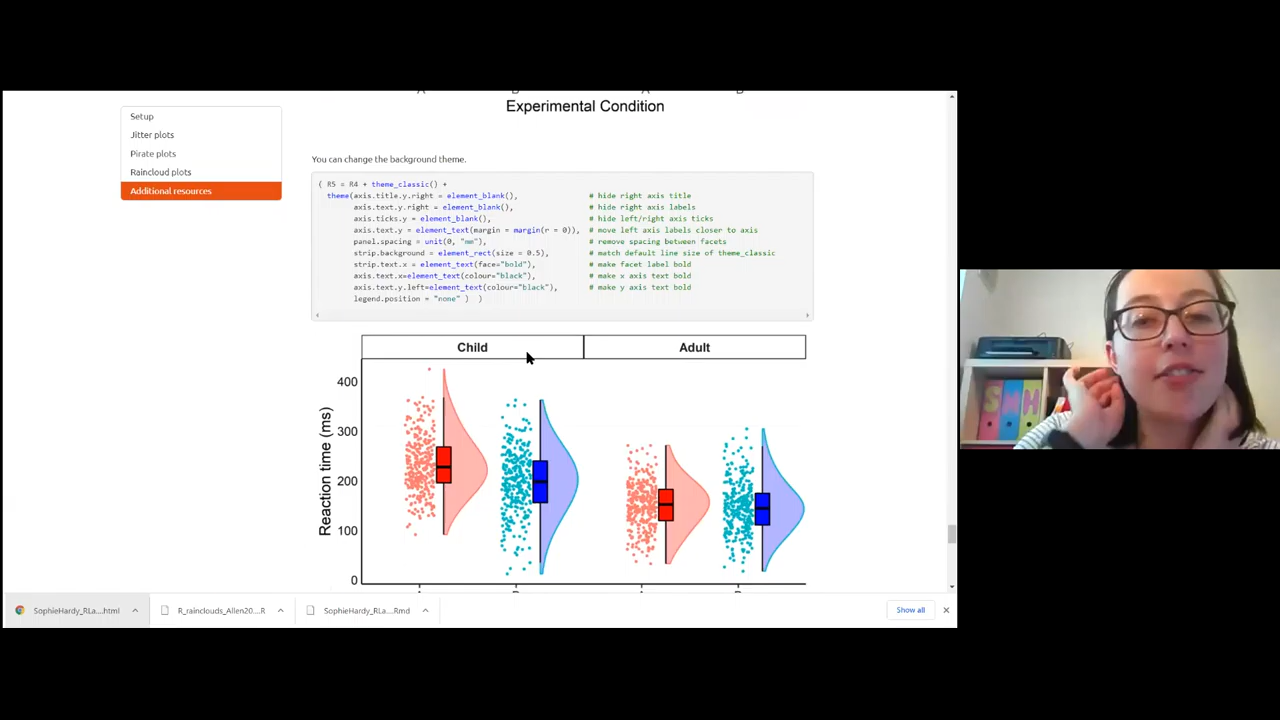 Experimental Condition
Setup
Jitter plots
Pirate plots
Raincloud plots
Additional resources
You can change the background theme.
( R5 = R4 + theme_classic() +
theme(axis.title.y.right = element_blank(), # hide right axis title
axis.text.y.right = element_blank(), # hide right axis labels
axis.ticks.y = element_blank(), # hide left/right axis ticks
axis.text.y = element_text(margin = margin(r = 0)), # move left axis labels closer to axis
panel.spacing = unit(0, "mm"), # remove spacing between facets
strip.background = element_rect(size = 0.5), # match default line size of theme_classic
strip.text.x = element_text(face="bold"), # make facet label bold
axis.text.x=element_text(colour="black"), # make x axis text bold
axis.text.y.left=element_text(colour="black"), # make y axis text bold
legend.position = "none" ) )
Child Adult
Reaction time (ms)
400
300
200
100
0
SMH
SophieHardy_RLa....html R_rainclouds_Allen20...R SophieHardy_RLa....Rmd Show all